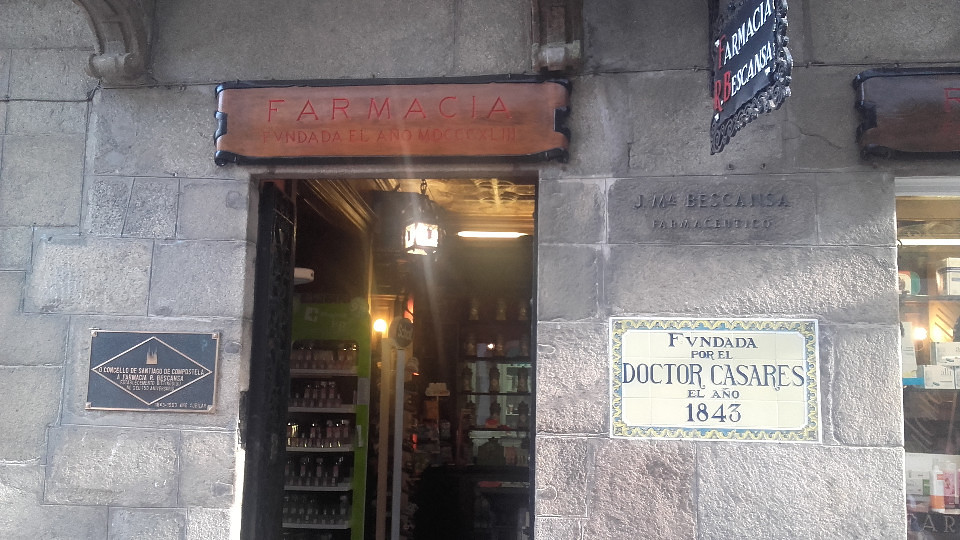 FARMACIA
FVNDADA EL AÑO MDCCCXLIII
FARMACIA
R. BESCANSA
J. Mª BESCANSA
FARMACEUTICO
FVNDADA
POR EL
DOCTOR CASARES
EL AÑO
1843
O CONCELLO DE SANTIAGO DE COMPOSTELA
A FARMACIA R. BESCANSA